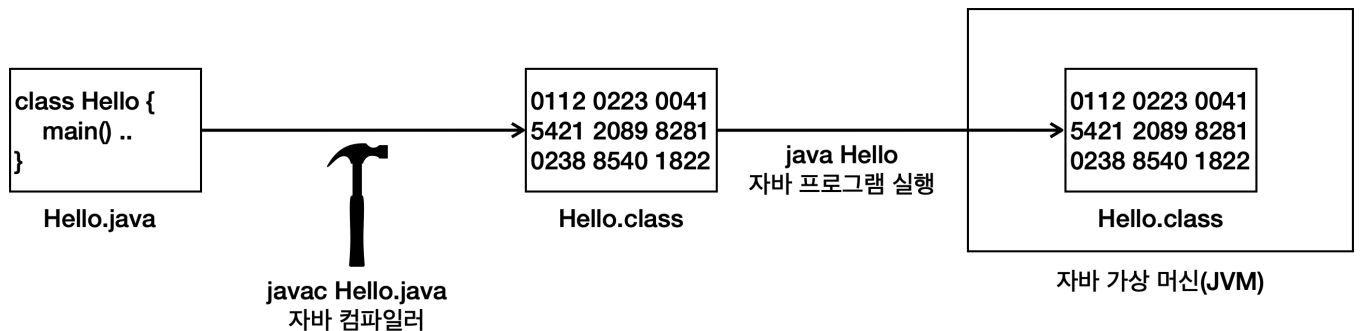 class Hello {
main() ..
}
Hello.java
javac Hello.java
자바 컴파일러
0112 0223 0041
5421 2089 8281
0238 8540 1822
Hello.class
java Hello
자바 프로그램 실행
0112 0223 0041
5421 2089 8281
0238 8540 1822
Hello.class
자바 가상 머신(JVM)